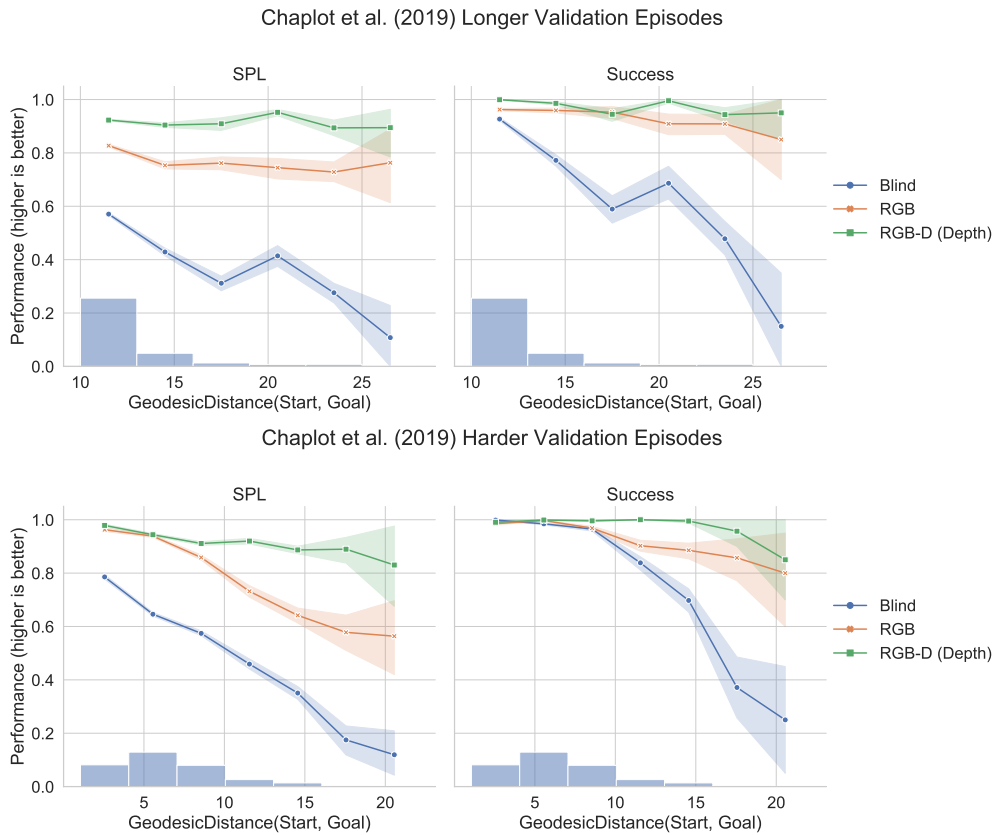 Chaplot et al. (2019) Longer Validation Episodes
SPL
Success
Performance (higher is better)
1.0
0.8
0.6
0.4
0.2
0.0
10 15 20 25
10 15 20 25
GeodesicDistance(Start, Goal)
GeodesicDistance(Start, Goal)
Blind
RGB
RGB-D (Depth)
Chaplot et al. (2019) Harder Validation Episodes
SPL
Success
Performance (higher is better)
1.0
0.8
0.6
0.4
0.2
0.0
5 10 15 20
5 10 15 20
GeodesicDistance(Start, Goal)
GeodesicDistance(Start, Goal)
Blind
RGB
RGB-D (Depth)